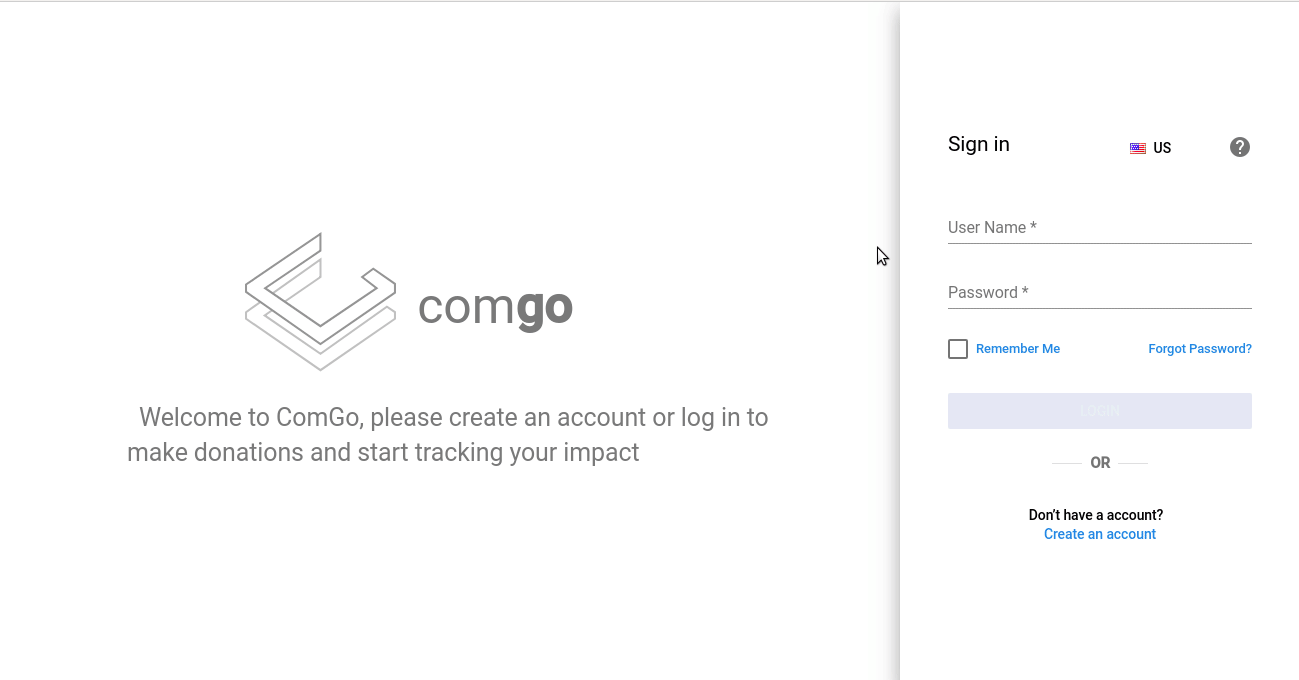 comgo
Welcome to ComGo, please create an account or log in to
make donations and start tracking your impact
Sign in
US
?
User Name *
Password *
Remember Me
Forgot Password?
LOGIN
OR
Don't have a account?
Create an account